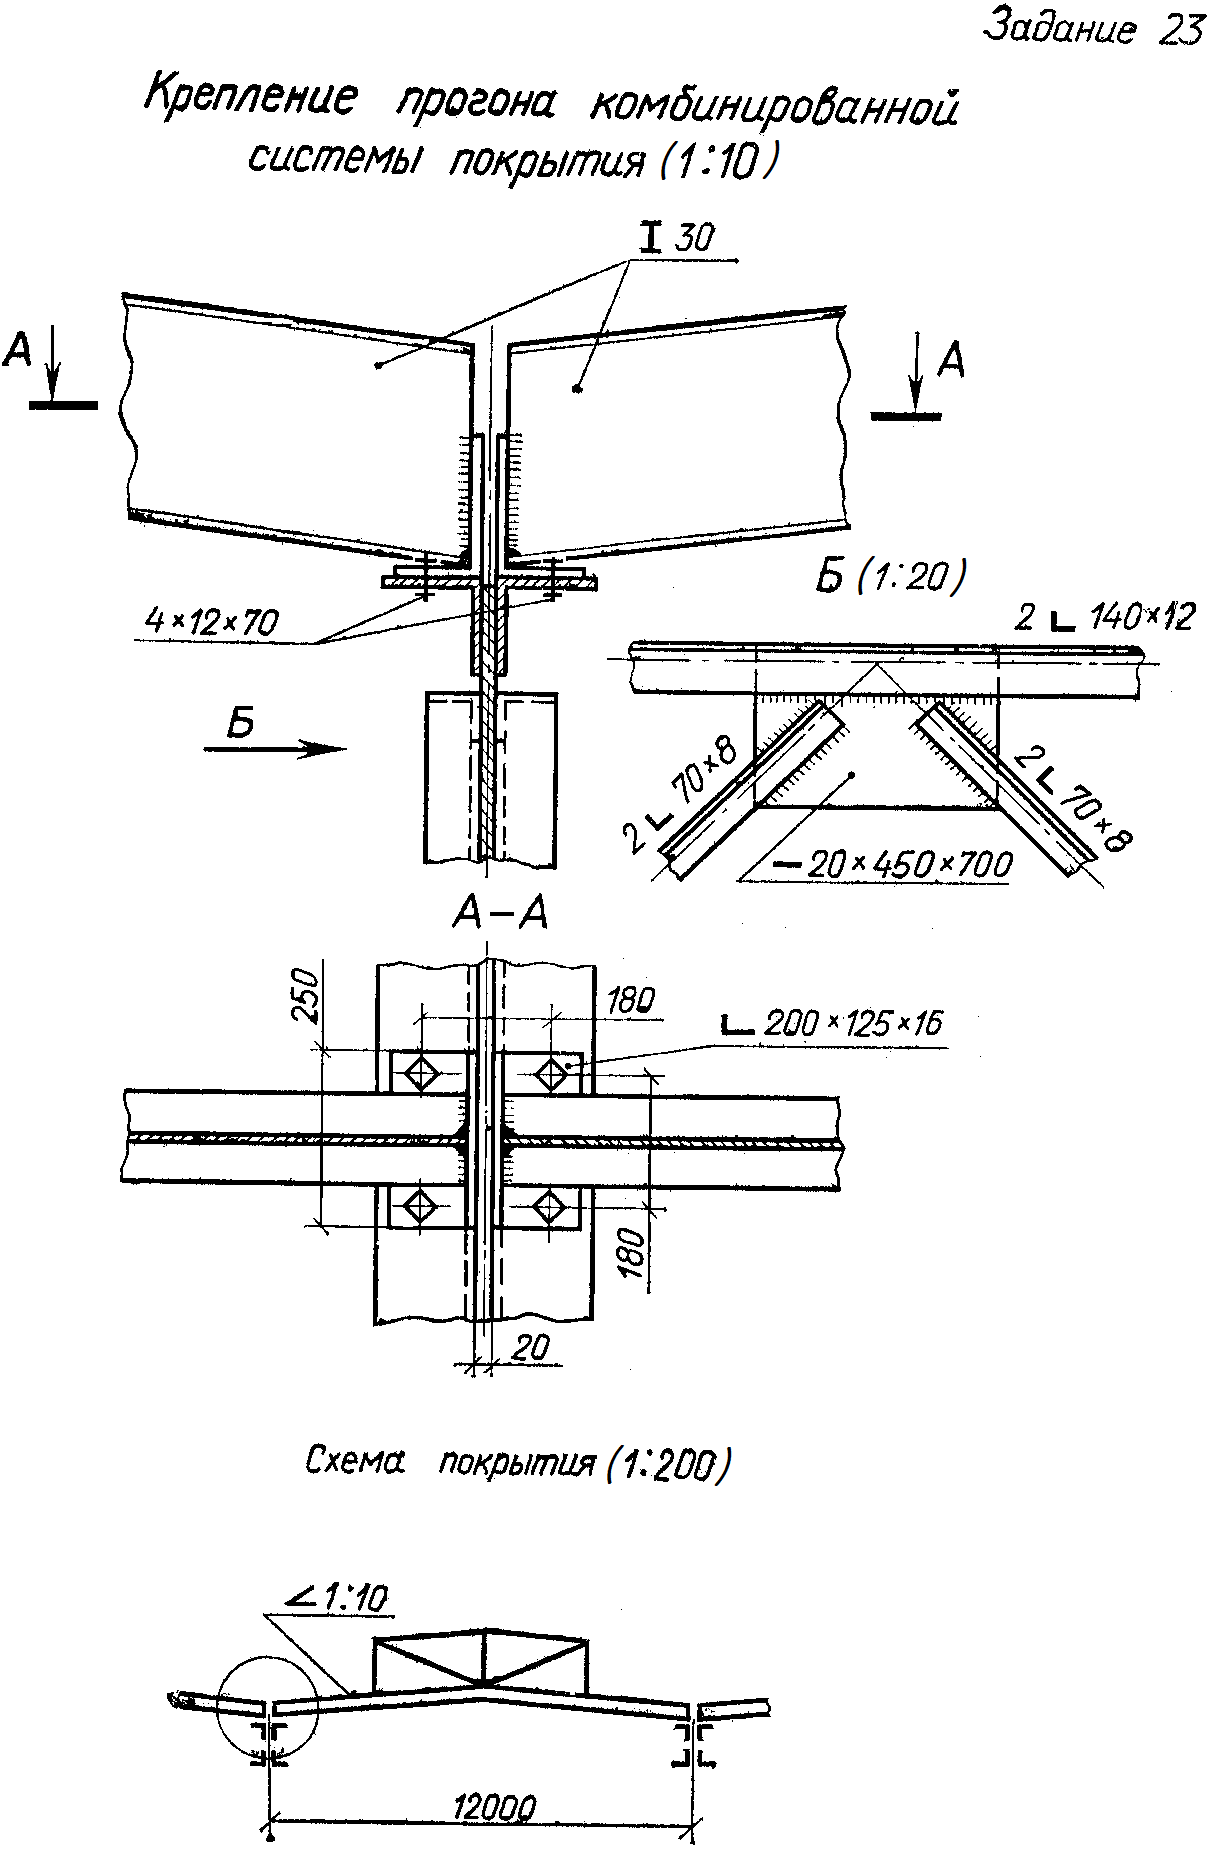 Задание 23
Крепление прогона комбинированной
системы покрытия (1:10)
I 30
А
А
4×12×70
Б (1:20)
2 L 140×12
Б
2 L 70×8
2 L 70×8
— 20×450×700
А – А
250
180
L 200×125×16
180
20
Схема покрытия (1:200)
∠ 1:10
12000